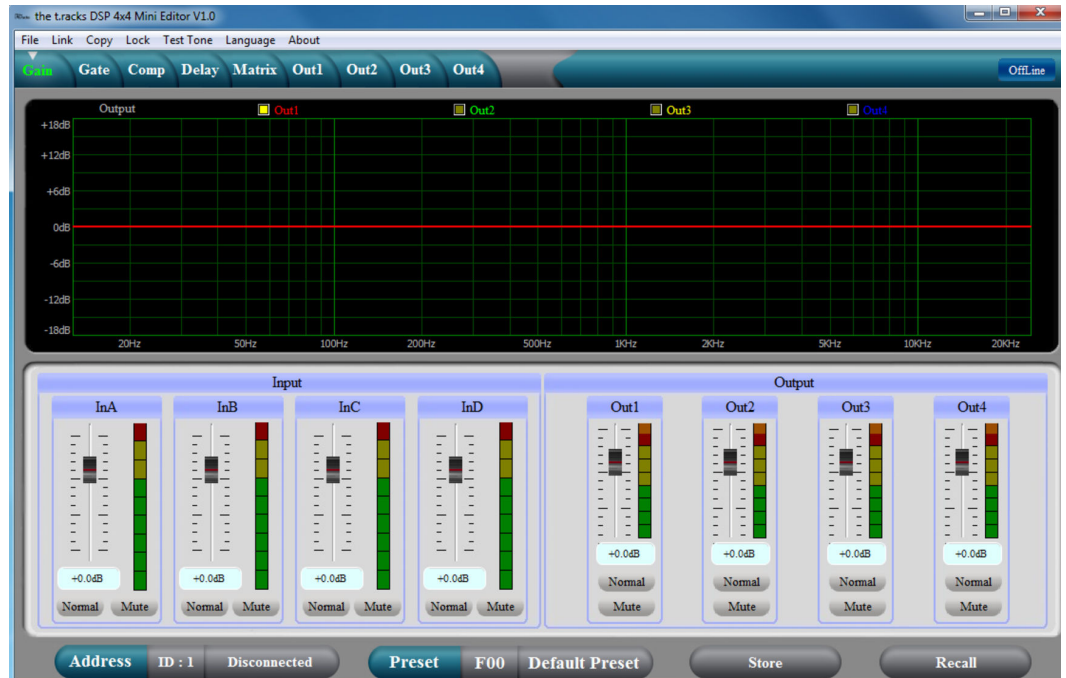 the t.racks DSP 4x4 Mini Editor V1.0
File Link Copy Lock Test Tone Language About
Gain Gate Comp Delay Matrix Out1 Out2 Out3 Out4 OffLine
Output Out1 Out2 Out3 Out4
+18dB
+12dB
+6dB
0dB
-6dB
-12dB
-18dB
20Hz 50Hz 100Hz 200Hz 500Hz 1KHz 2KHz 5KHz 10KHz 20KHz
Input Output
InA InB InC InD Out1 Out2 Out3 Out4
+0.0dB +0.0dB +0.0dB +0.0dB
+0.0dB +0.0dB +0.0dB +0.0dB
Normal Normal Normal Normal
Normal Mute Normal Mute Normal Mute Normal Mute Mute Mute Mute Mute
Address ID : 1 Disconnected Preset F00 Default Preset Store Recall